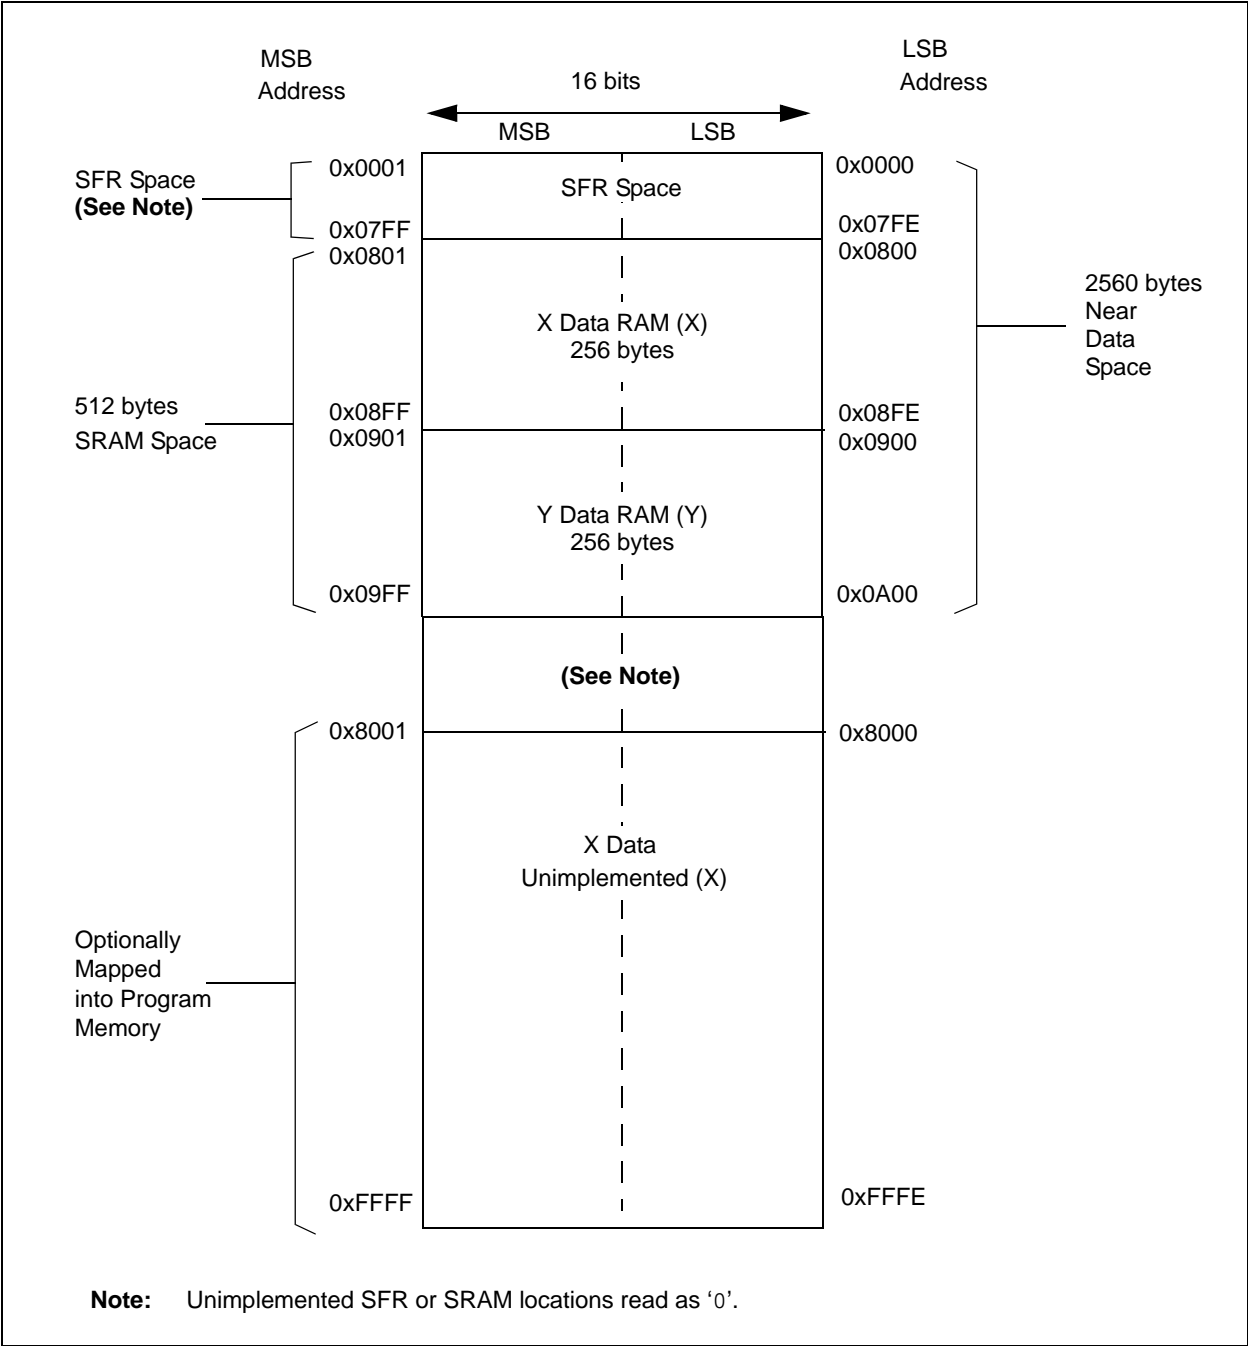 MSB
Address
LSB
Address
16 bits
MSB
LSB
SFR Space
(See Note)
0x0001
SFR Space
0x0000
0x07FF
0x07FE
0x0801
0x0800
2560 bytes
Near
Data
Space
X Data RAM (X)
256 bytes
512 bytes
SRAM Space
0x08FF
0x08FE
0x0901
0x0900
Y Data RAM (Y)
256 bytes
0x09FF
0x0A00
(See Note)
0x8001
0x8000
X Data
Unimplemented (X)
Optionally
Mapped
into Program
Memory
0xFFFF
0xFFFE
Note: Unimplemented SFR or SRAM locations read as ‘0’.